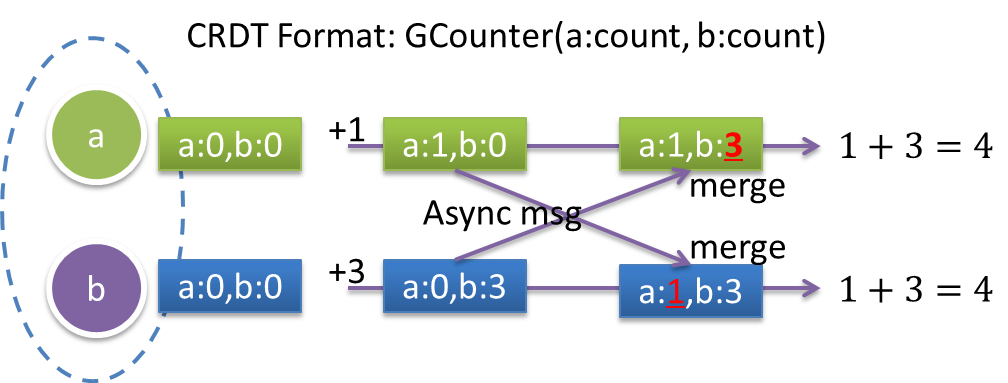 CRDT Format: GCounter(a:count, b:count)
a
a:0,b:0
+1
a:1,b:0
a:1,b:3
1 + 3 = 4
merge
Async msg
merge
b
a:0,b:0
+3
a:0,b:3
a:1,b:3
1 + 3 = 4